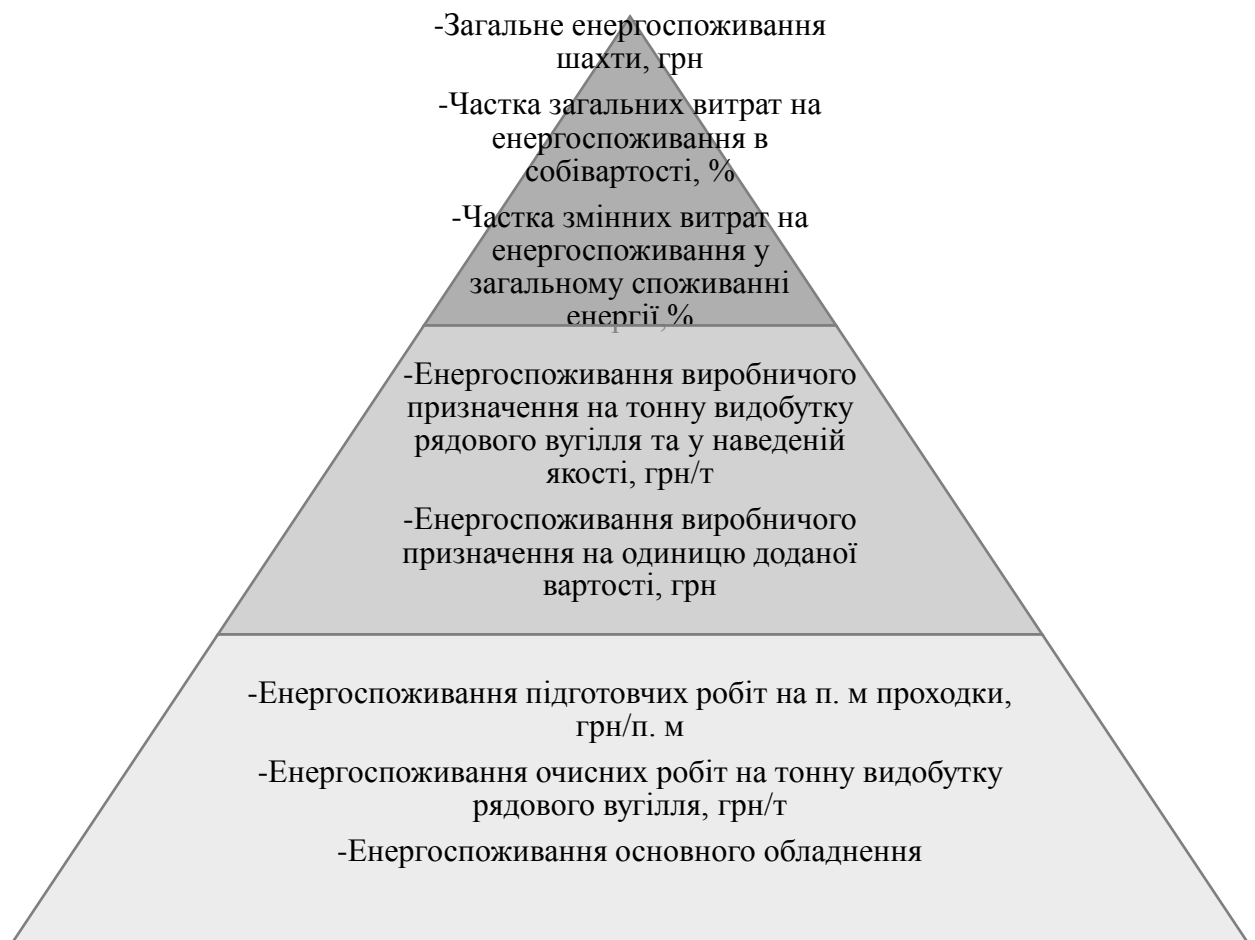 -Загальне енергоспоживання
шахти, грн
-Частка загальних витрат на
енергоспоживання в
собівартості, %
-Частка змінних витрат на
енергоспоживання у
загальному споживанні
енергії,%
-Енергоспоживання виробничого
призначення на тонну видобутку
рядового вугілля та у наведеній
якості, грн/т
-Енергоспоживання виробничого
призначення на одиницю доданої
вартості, грн
-Енергоспоживання підготовчих робіт на п. м проходки,
грн/п. м
-Енергоспоживання очисних робіт на тонну видобутку
рядового вугілля, грн/т
-Енергоспоживання основного обладнення